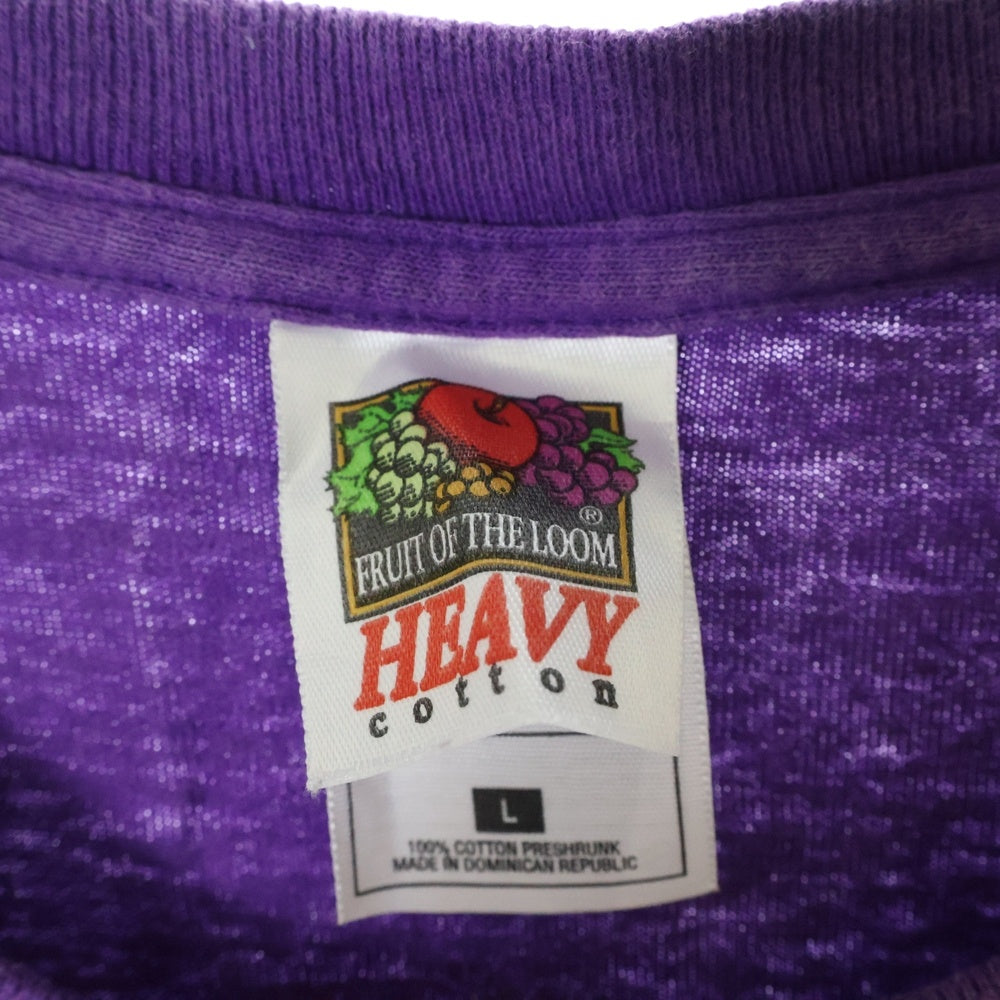 ®
FRUIT OF THE LOOM
HEAVY
cotton
L
100% COTTON PRESHRUNK
MADE IN DOMINICAN REPUBLIC